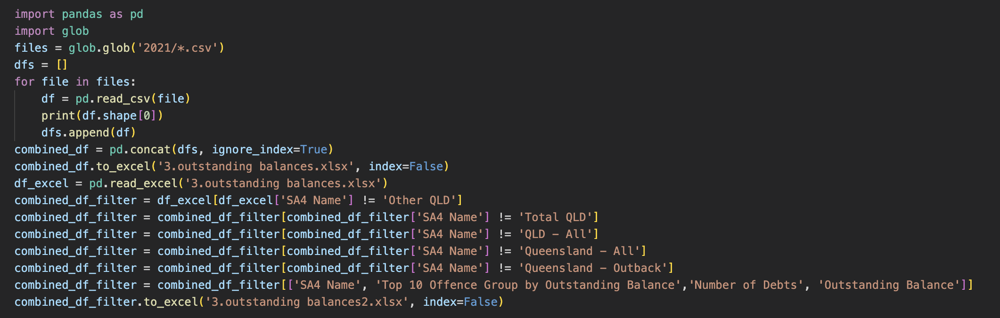 import pandas as pd
import glob
files = glob.glob('2021/*.csv')
dfs = []
for file in files:
    df = pd.read_csv(file)
    print(df.shape[0])
    dfs.append(df)
combined_df = pd.concat(dfs, ignore_index=True)
combined_df.to_excel('3.outstanding balances.xlsx', index=False)
df_excel = pd.read_excel('3.outstanding balances.xlsx')
combined_df_filter = df_excel[df_excel['SA4 Name'] != 'Other QLD']
combined_df_filter = combined_df_filter[combined_df_filter['SA4 Name'] != 'Total QLD']
combined_df_filter = combined_df_filter[combined_df_filter['SA4 Name'] != 'QLD - All']
combined_df_filter = combined_df_filter[combined_df_filter['SA4 Name'] != 'Queensland - All']
combined_df_filter = combined_df_filter[combined_df_filter['SA4 Name'] != 'Queensland - Outback']
combined_df_filter = combined_df_filter[['SA4 Name', 'Top 10 Offence Group by Outstanding Balance','Number of Debts', 'Outstanding Balance']]
combined_df_filter.to_excel('3.outstanding balances2.xlsx', index=False)